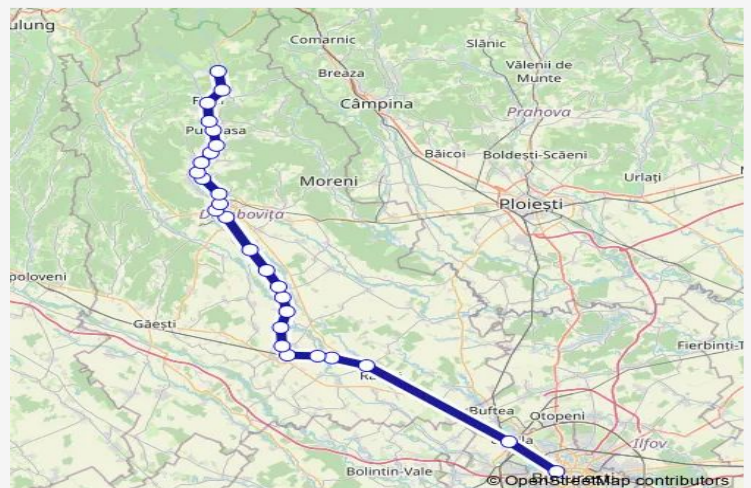 ulung
Comarnic
Slănic
Vălenii de
Munte
Breaza
Câmpina
Prahova
Băicoi
Boldești-Scăeni
Urlați
Moreni
Ploiești
poloveni
Găești
Fierbinți-T
Buftea
Otopeni
Ilfov
Bolintin-Vale
© OpenStreetMap contributors